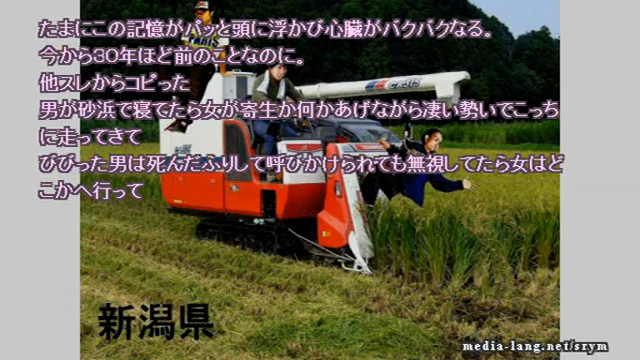 たまにこの記憶がパッと頭に浮かび心臓がバクバクなる。
今から30年ほど前のことなのに。
他スレからコピった
男が砂浜で寝てたら女が寄生か何かあげながら凄い勢いでこっち
に走ってきて
びびった男は死んだふりして呼びかけられても無視してたら女はど
こかへ行って
新潟県
media-lang.net/srym